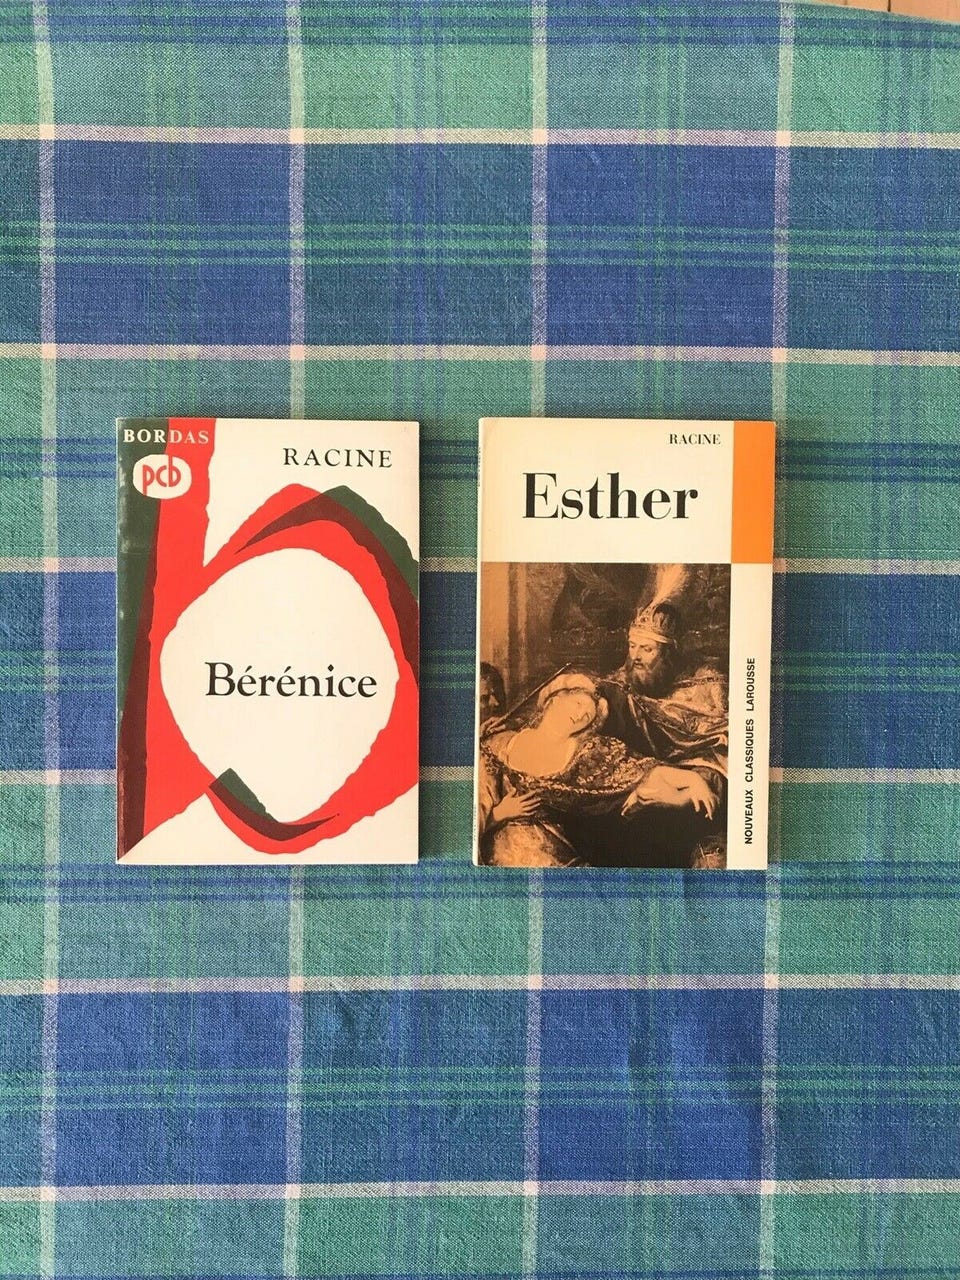 BORDAS
pcb
RACINE
Bérénice
RACINE
Esther
NOUVEAUX CLASSIQUES LAROUSSE